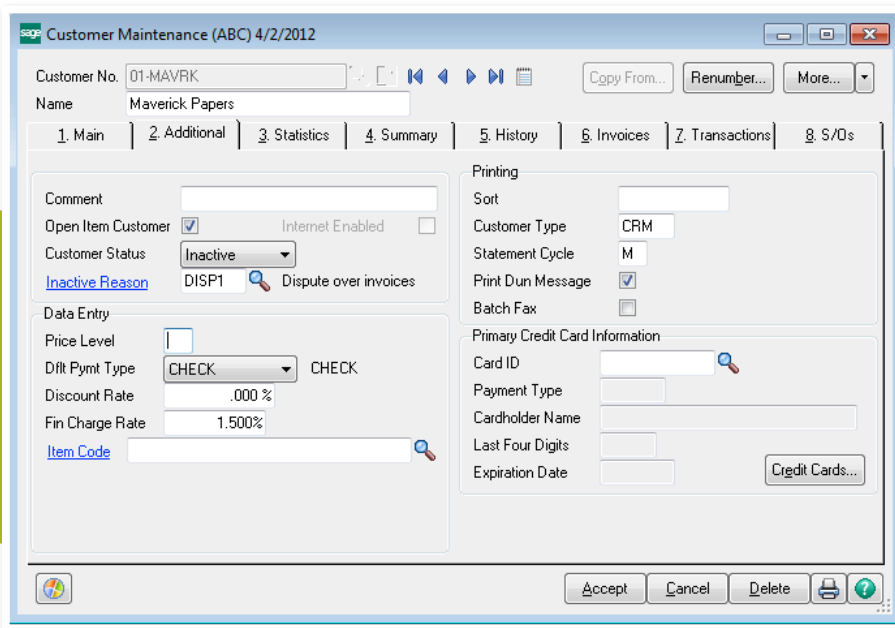 sage Customer Maintenance (ABC) 4/2/2012
Customer No. 01-MAVRK Copy From... Renumber... More...
Name Maverick Papers
1. Main 2. Additional 3. Statistics 4. Summary 5. History 6. Invoices 7. Transactions 8. S/Os
Comment
Open Item Customer Internet Enabled
Customer Status Inactive
Inactive Reason DISP1 Dispute over invoices
Data Entry
Price Level
Dflt Pymt Type CHECK CHECK
Discount Rate .000 %
Fin Charge Rate 1.500%
Item Code
Printing
Sort
Customer Type CRM
Statement Cycle M
Print Dun Message
Batch Fax
Primary Credit Card Information
Card ID
Payment Type
Cardholder Name
Last Four Digits
Expiration Date
Credit Cards...
Accept Cancel Delete